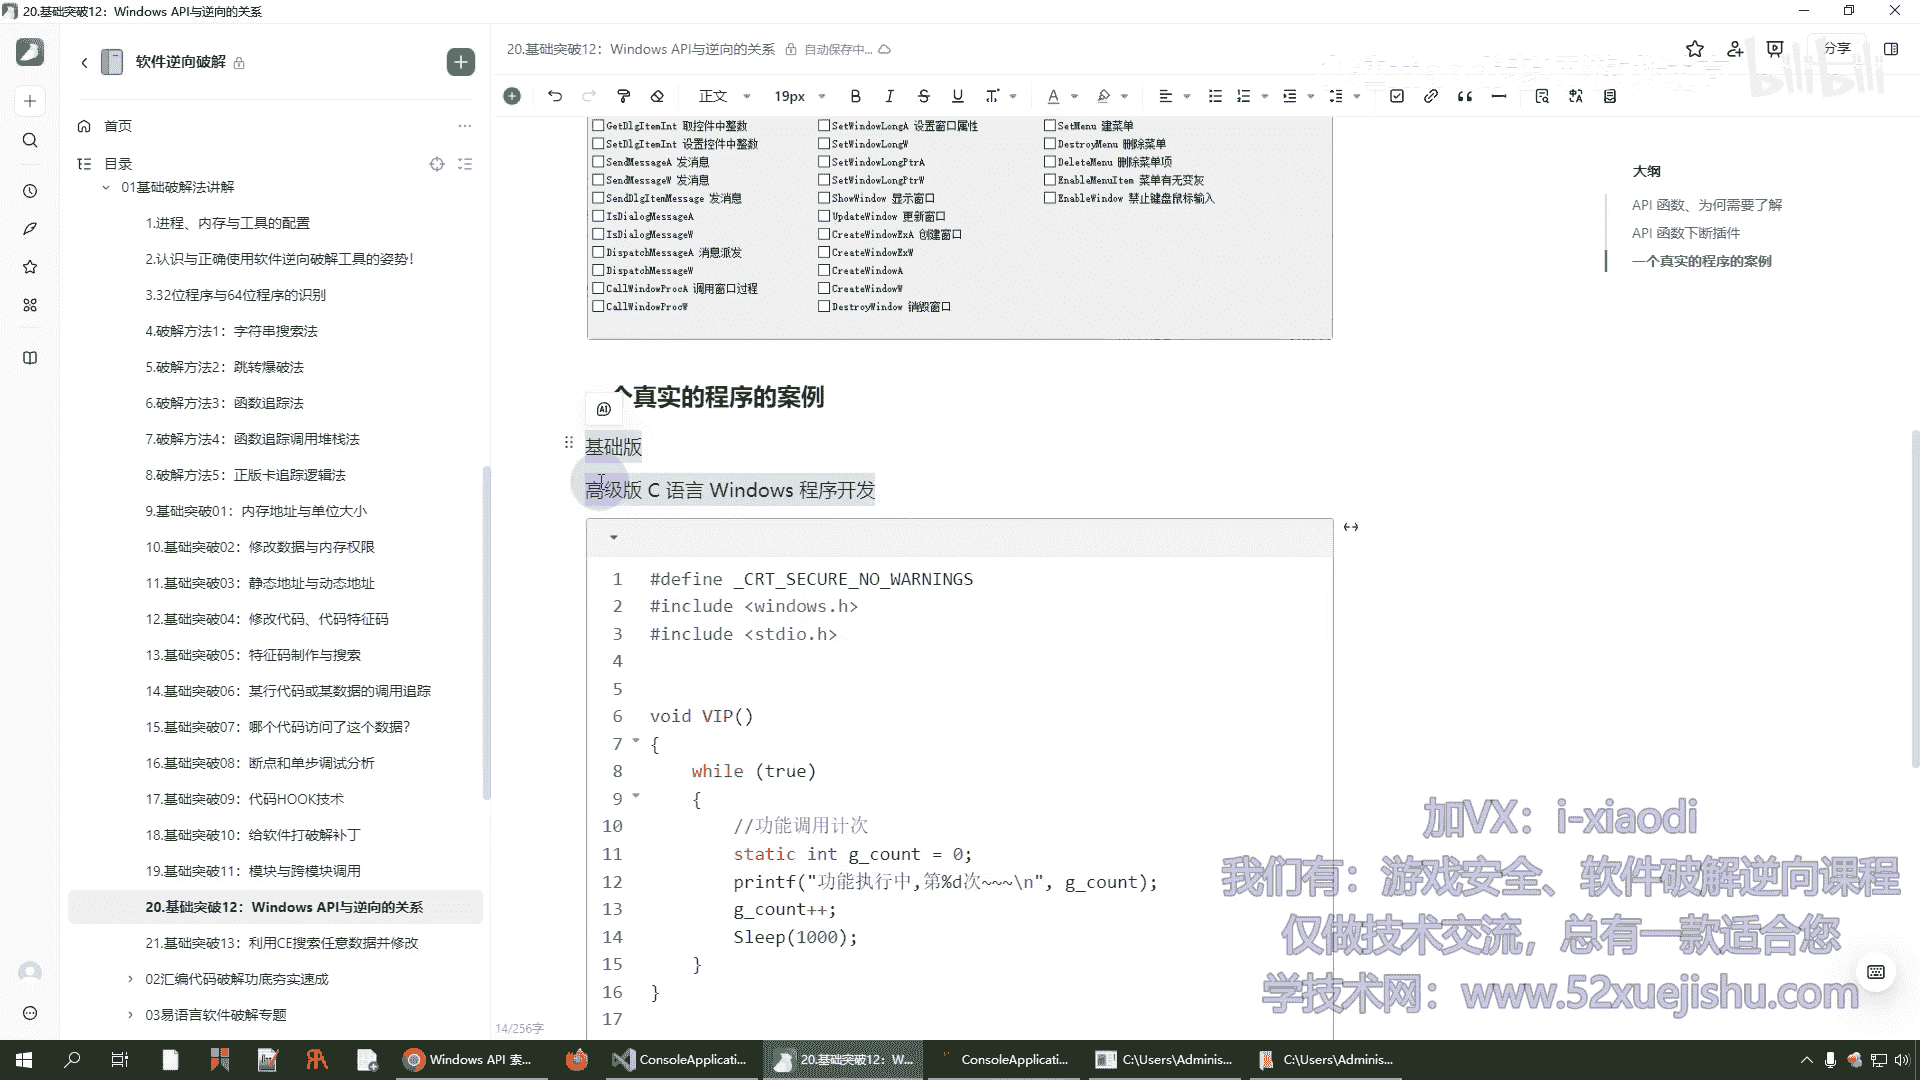 20.基础突破12：Windows API与逆向的关系
软件逆向破解
首页
目录
01基础破解法讲解
1.进程、内存与工具的配置
2.认识与正确使用软件逆向破解工具的姿势！
3.32位程序与64位程序的识别
4.破解方法1：字符串搜索法
5.破解方法2：跳转爆破法
6.破解方法3：函数追踪法
7.破解方法4：函数追踪调用堆栈法
8.破解方法5：正版卡追踪逻辑法
9.基础突破01：内存地址与单位大小
10.基础突破02：修改数据与内存权限
11.基础突破03：静态地址与动态地址
12.基础突破04：修改代码、代码特征码
13.基础突破05：特征码制作与搜索
14.基础突破06：某行代码或某数据的调用追踪
15.基础突破07：哪个代码访问了这个数据？
16.基础突破08：断点和单步调试分析
17.基础突破09：代码HOOK技术
18.基础突破10：给软件打破解补丁
19.基础突破11：模块与跨模块调用
20.基础突破12：Windows API与逆向的关系
21.基础突破13：利用CE搜索任意数据并修改
02汇编代码破解功底夯实速成
03易语言软件破解专题
20.基础突破12：Windows API与逆向的关系 自动保存中...
分享
bilibili
正文 19px
GetDlgItemInt 取控件中整数
SetDlgItemInt 设置控件中整数
SendMessageA 发消息
SendMessageW 发消息
SendDlgItemMessage 发消息
IsDialogMessageA
IsDialogMessageW
DispatchMessageA 消息派发
DispatchMessageW
CallWindowProcA 调用窗口过程
CallWindowProcW
SetWindowLongA 设置窗口属性
SetWindowLongW
SetWindowLongPtrA
SetWindowLongPtrW
ShowWindow 显示窗口
UpdateWindow 更新窗口
CreateWindowExA 创建窗口
CreateWindowExW
CreateWindowA
CreateWindowW
DestroyWindow 销毁窗口
SetMenu 建菜单
DestroyMenu 删除菜单
DeleteMenu 删除菜单项
EnableMenuItem 菜单有无变灰
EnableWindow 禁止键盘鼠标输入
个真实的程序的案例
基础版
高级版 C 语言 Windows 程序开发
1 #define _CRT_SECURE_NO_WARNINGS
2 #include <windows.h>
3 #include <stdio.h>
4
5
6 void VIP()
7 {
8 while (true)
9 {
10 //功能调用计次
11 static int g_count = 0;
12 printf("功能执行中,第%d次~~~\n", g_count);
13 g_count++;
14 Sleep(1000);
15 }
16 }
17
14/256字
大纲
API 函数、为何需要了解
API 函数下断插件
一个真实的程序的案例
加VX：i-xiaodi
我们有：游戏安全、软件破解逆向课程
仅做技术交流，总有一款适合您
学技术网：www.52xuejishu.com
Windows API 索...
ConsoleApplicati...
20.基础突破12：W...
ConsoleApplicati...
C:\Users\Adminis...
C:\Users\Adminis...